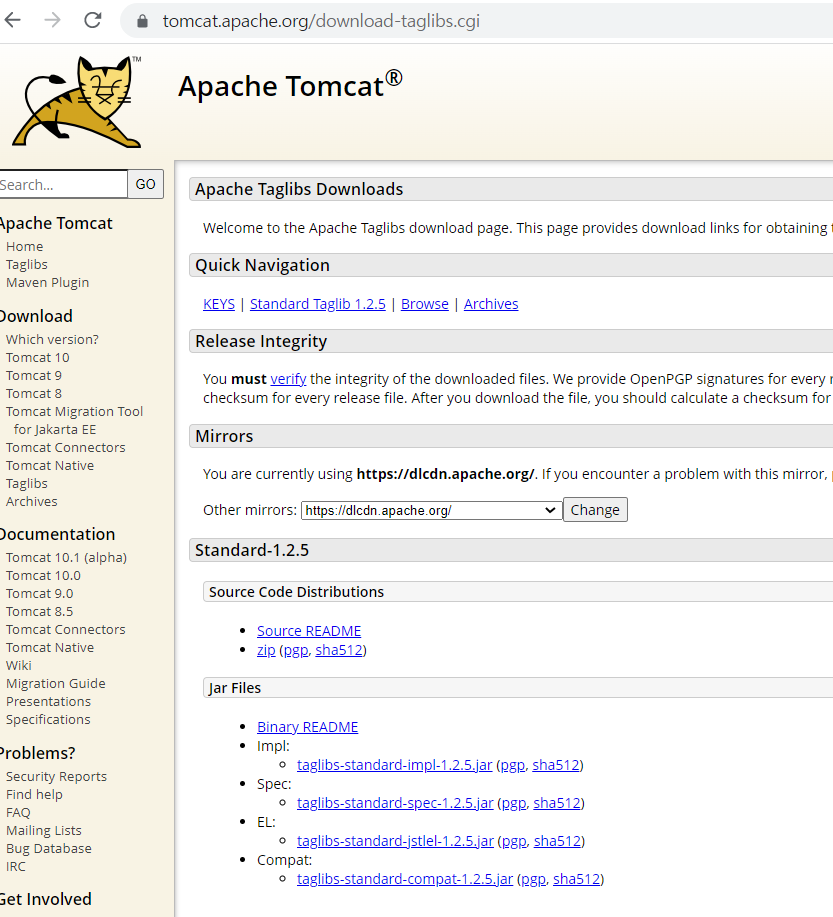 tomcat.apache.org/download-taglibs.cgi
TM
Apache Tomcat®
Search... GO
Apache Tomcat
Home
Taglibs
Maven Plugin
Download
Which version?
Tomcat 10
Tomcat 9
Tomcat 8
Tomcat Migration Tool
for Jakarta EE
Tomcat Connectors
Tomcat Native
Taglibs
Archives
Documentation
Tomcat 10.1 (alpha)
Tomcat 10.0
Tomcat 9.0
Tomcat 8.5
Tomcat Connectors
Tomcat Native
Wiki
Migration Guide
Presentations
Specifications
Problems?
Security Reports
Find help
FAQ
Mailing Lists
Bug Database
IRC
Get Involved
Apache Taglibs Downloads
Welcome to the Apache Taglibs download page. This page provides download links for obtaining
Quick Navigation
KEYS | Standard Taglib 1.2.5 | Browse | Archives
Release Integrity
You must verify the integrity of the downloaded files. We provide OpenPGP signatures for every
checksum for every release file. After you download the file, you should calculate a checksum for
Mirrors
You are currently using https://dlcdn.apache.org/. If you encounter a problem with this mirror,
Other mirrors: https://dlcdn.apache.org/ Change
Standard-1.2.5
Source Code Distributions
• Source README
• zip (pgp, sha512)
Jar Files
• Binary README
• Impl:
◦ taglibs-standard-impl-1.2.5.jar (pgp, sha512)
• Spec:
◦ taglibs-standard-spec-1.2.5.jar (pgp, sha512)
• EL:
◦ taglibs-standard-jstlel-1.2.5.jar (pgp, sha512)
• Compat:
◦ taglibs-standard-compat-1.2.5.jar (pgp, sha512)